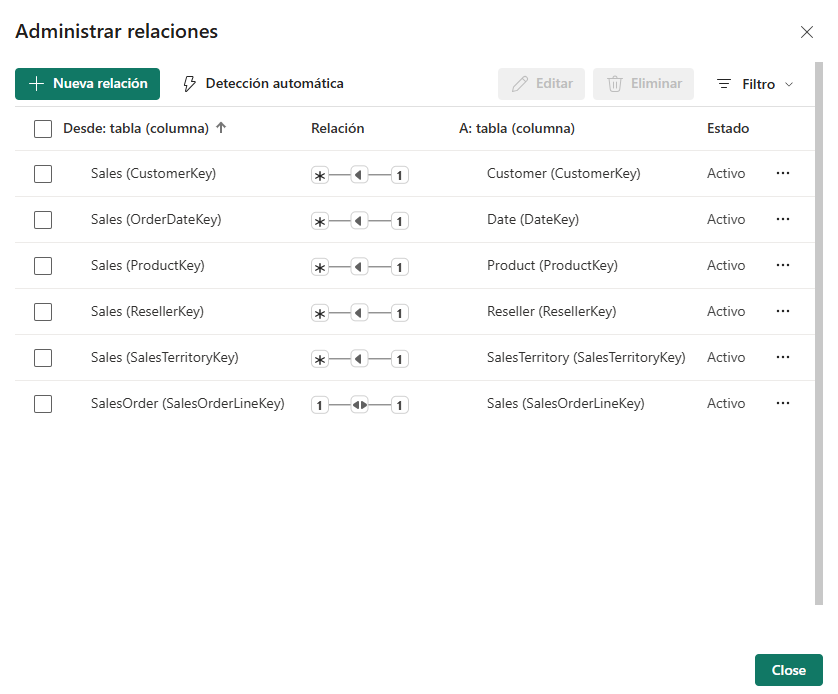 Administrar relaciones
Nueva relación Detección automática Editar Eliminar Filtro
Desde: tabla (columna) Relación A: tabla (columna) Estado
Sales (CustomerKey) * 1 Customer (CustomerKey) Activo
Sales (OrderDateKey) * 1 Date (DateKey) Activo
Sales (ProductKey) * 1 Product (ProductKey) Activo
Sales (ResellerKey) * 1 Reseller (ResellerKey) Activo
Sales (SalesTerritoryKey) * 1 SalesTerritory (SalesTerritoryKey) Activo
SalesOrder (SalesOrderLineKey) 1 1 Sales (SalesOrderLineKey) Activo
Close